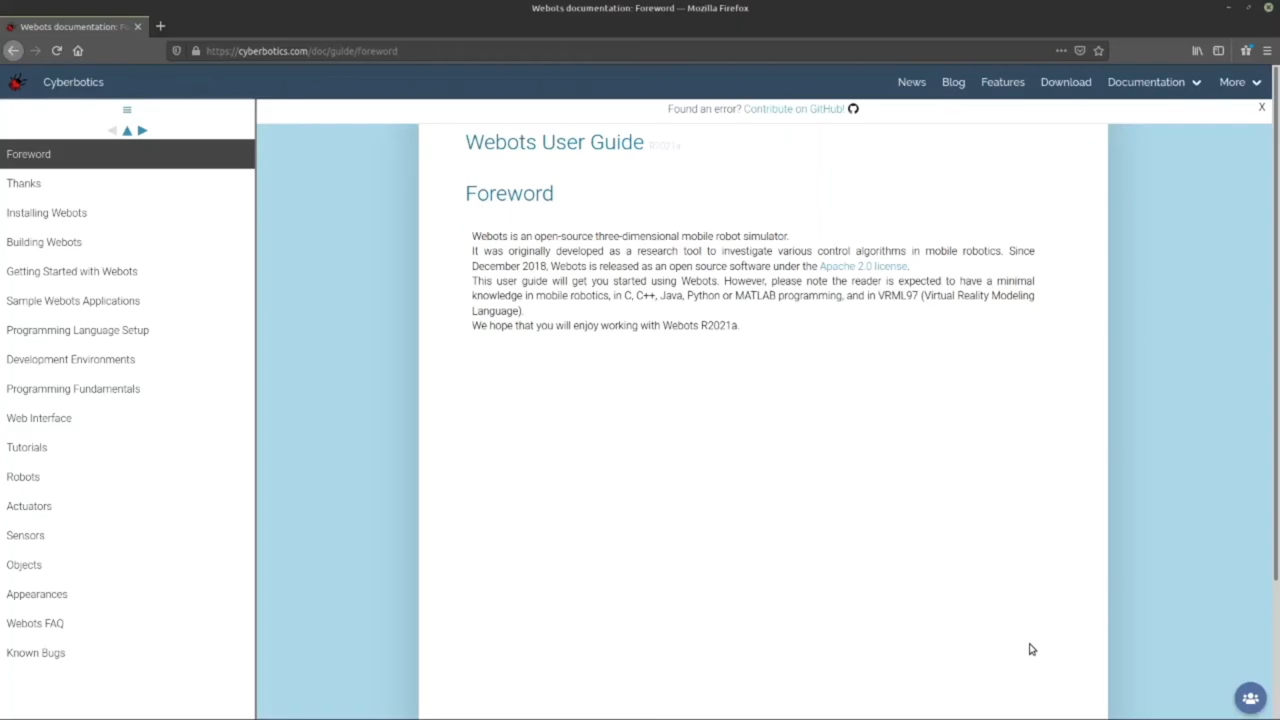 Webots documentation: Foreword — Mozilla Firefox
Webots documentation: Fo
https://cyberbotics.com/doc/guide/foreword
Cyberbotics
News Blog Features Download Documentation More
Found an error? Contribute on GitHub! X
Foreword
Thanks
Installing Webots
Building Webots
Getting Started with Webots
Sample Webots Applications
Programming Language Setup
Development Environments
Programming Fundamentals
Web Interface
Tutorials
Robots
Actuators
Sensors
Objects
Appearances
Webots FAQ
Known Bugs
Webots User Guide R2021a
Foreword
Webots is an open-source three-dimensional mobile robot simulator.
It was originally developed as a research tool to investigate various control algorithms in mobile robotics. Since
December 2018, Webots is released as an open source software under the Apache 2.0 license.
This user guide will get you started using Webots. However, please note the reader is expected to have a minimal
knowledge in mobile robotics, in C, C++, Java, Python or MATLAB programming, and in VRML97 (Virtual Reality Modeling
Language).
We hope that you will enjoy working with Webots R2021a.